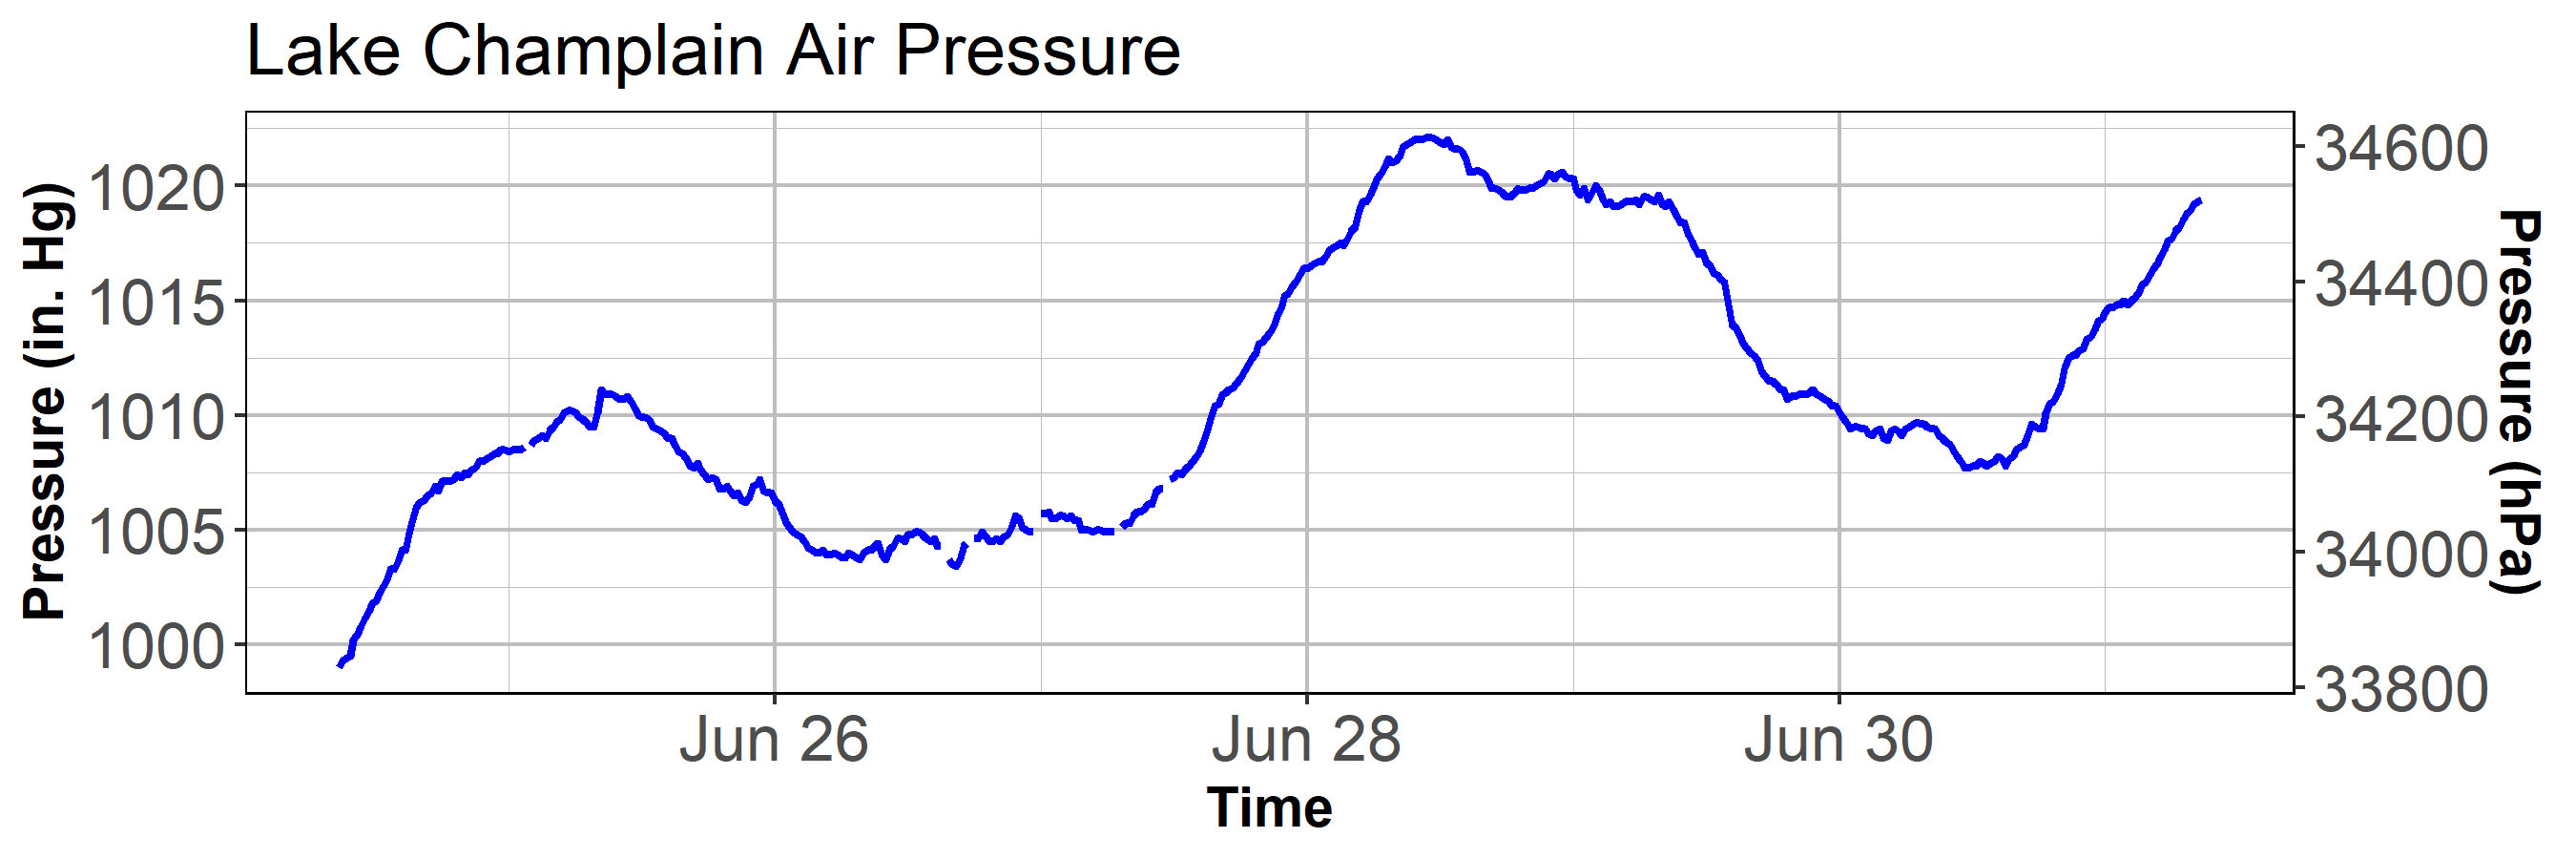 Lake Champlain Air Pressure
Pressure (in. Hg)
1020
1015
1010
1005
1000
34600
34400
34200
34000
33800
Pressure (hPa)
Jun 26 Jun 28 Jun 30
Time